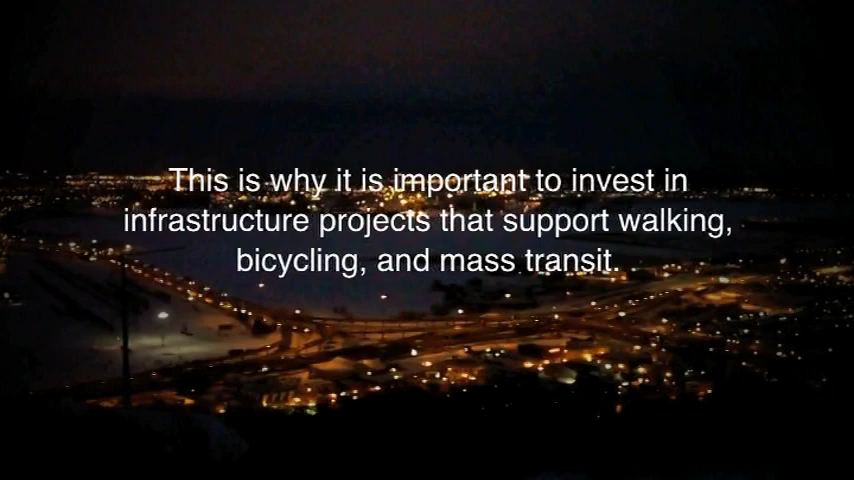 This is why it is important to invest in
infrastructure projects that support walking,
bicycling, and mass transit.